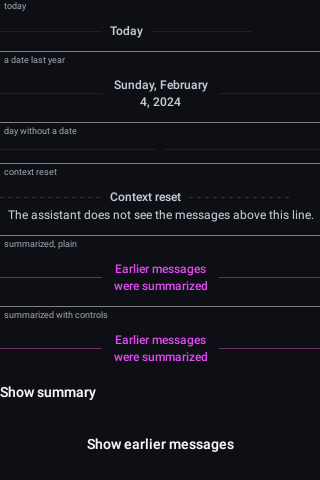 today
Today
a date last year
Sunday, February
4, 2024
day without a date
context reset
Context reset
The assistant does not see the messages above this line.
summarized, plain
Earlier messages
were summarized
summarized with controls
Earlier messages
were summarized
Show summary
Show earlier messages